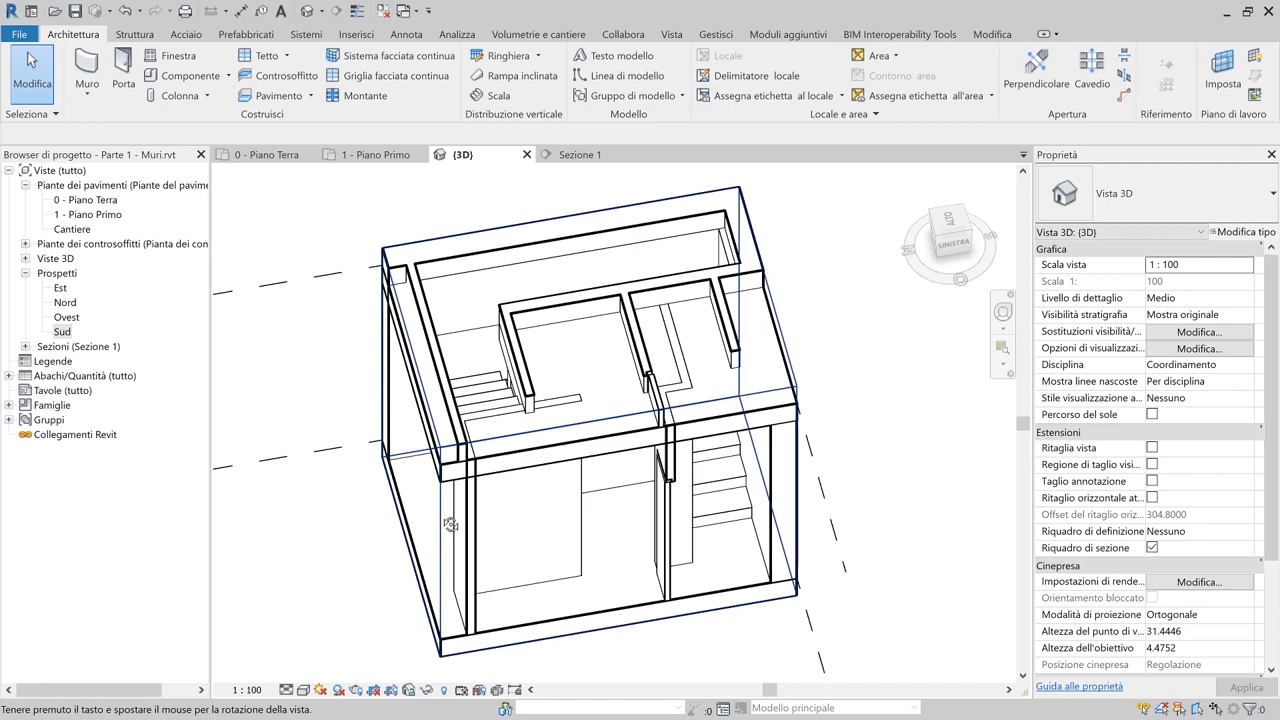 File Architettura Struttura Acciaio Prefabbricati Sistemi Inserisci Annota Analizza Volumetrie e cantiere Collabora Vista Gestisci Moduli aggiuntivi BIM Interoperability Tools Modifica
Modifica
Muro
Porta
Finestra
Componente
Colonna
Tetto
Controsoffitto
Pavimento
Sistema facciata continua
Griglia facciata continua
Montante
Ringhiera
Rampa inclinata
Scala
Testo modello
Linea di modello
Gruppo di modello
Locale
Delimitatore locale
Assegna etichetta al locale
Area
Contorno area
Assegna etichetta all'area
Perpendicolare
Cavedio
Imposta
Seleziona Costruisci Distribuzione verticale Modello Locale e area Apertura Riferimento Piano di lavoro
Browser di progetto - Parte 1 - Muri.rvt
Viste (tutto)
Piante dei pavimenti (Piante del pavime
0 - Piano Terra
1 - Piano Primo
Cantiere
Piante dei controsoffitti (Pianta dei con
Viste 3D
Prospetti
Est
Nord
Ovest
Sud
Sezioni (Sezione 1)
Legende
Abachi/Quantità (tutto)
Tavole (tutto)
Famiglie
Gruppi
Collegamenti Revit
0 - Piano Terra 1 - Piano Primo {3D} Sezione 1
ALTO
SINISTRA
N
S
O
Proprietà
Vista 3D
Vista 3D: {3D} Modifica tipo
Grafica
Scala vista 1 : 100
Scala 1: 100
Livello di dettaglio Medio
Visibilità stratigrafia Mostra originale
Sostituzioni visibilità/... Modifica...
Opzioni di visualizzazi... Modifica...
Disciplina Coordinamento
Mostra linee nascoste Per disciplina
Stile visualizzazione a... Nessuno
Percorso del sole
Estensioni
Ritaglia vista
Regione di taglio visi...
Taglio annotazione
Ritaglio orizzontale at...
Offset del ritaglio oriz... 304.8000
Riquadro di definizione Nessuno
Riquadro di sezione
Cinepresa
Impostazioni di rende... Modifica...
Orientamento bloccato
Modalità di proiezione Ortogonale
Altezza del punto di v... 31.4446
Altezza dell'obiettivo 4.4752
Posizione cinepresa Regolazione
Guida alle proprietà Applica
1 : 100
Tenere premuto il tasto e spostare il mouse per la rotazione della vista. :0 Modello principale :0